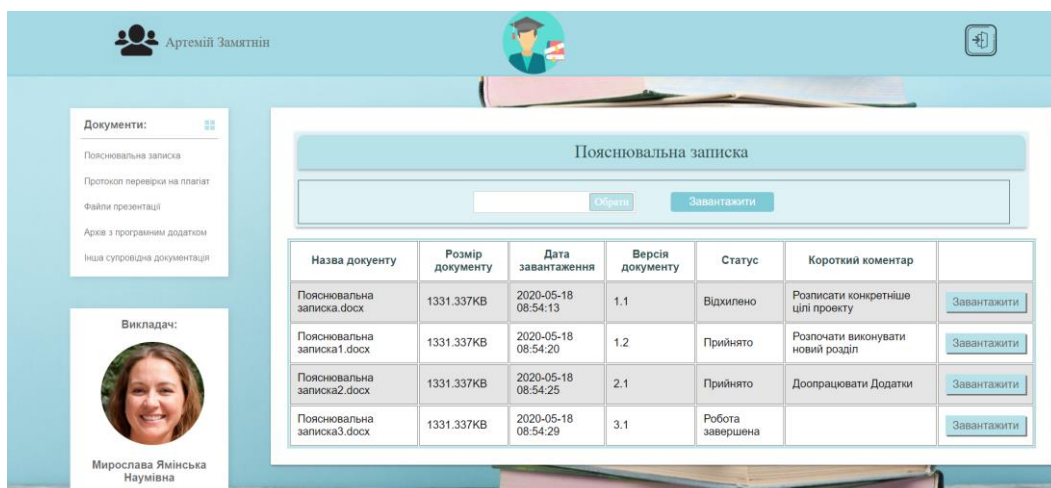 Артемій Замятнін
Документи:
Пояснювальна записка
Протокол перевірки на плагіат
Файли презентації
Архів з програмним додатком
Інша супровідна документація
Викладач:
Мирослава Ямінська
Наумівна
Пояснювальна записка
Обрати Завантажити
Назва докуенту Розмір документу Дата завантаження Версія документу Статус Короткий коментар
Пояснювальна записка.docx 1331.337KB 2020-05-18 08:54:13 1.1 Відхилено Розписати конкретніше цілі проекту Завантажити
Пояснювальна записка1.docx 1331.337KB 2020-05-18 08:54:20 1.2 Прийнято Розпочати виконувати новий розділ Завантажити
Пояснювальна записка2.docx 1331.337KB 2020-05-18 08:54:25 2.1 Прийнято Доопрацювати Додатки Завантажити
Пояснювальна записка3.docx 1331.337KB 2020-05-18 08:54:29 3.1 Робота завершена Завантажити